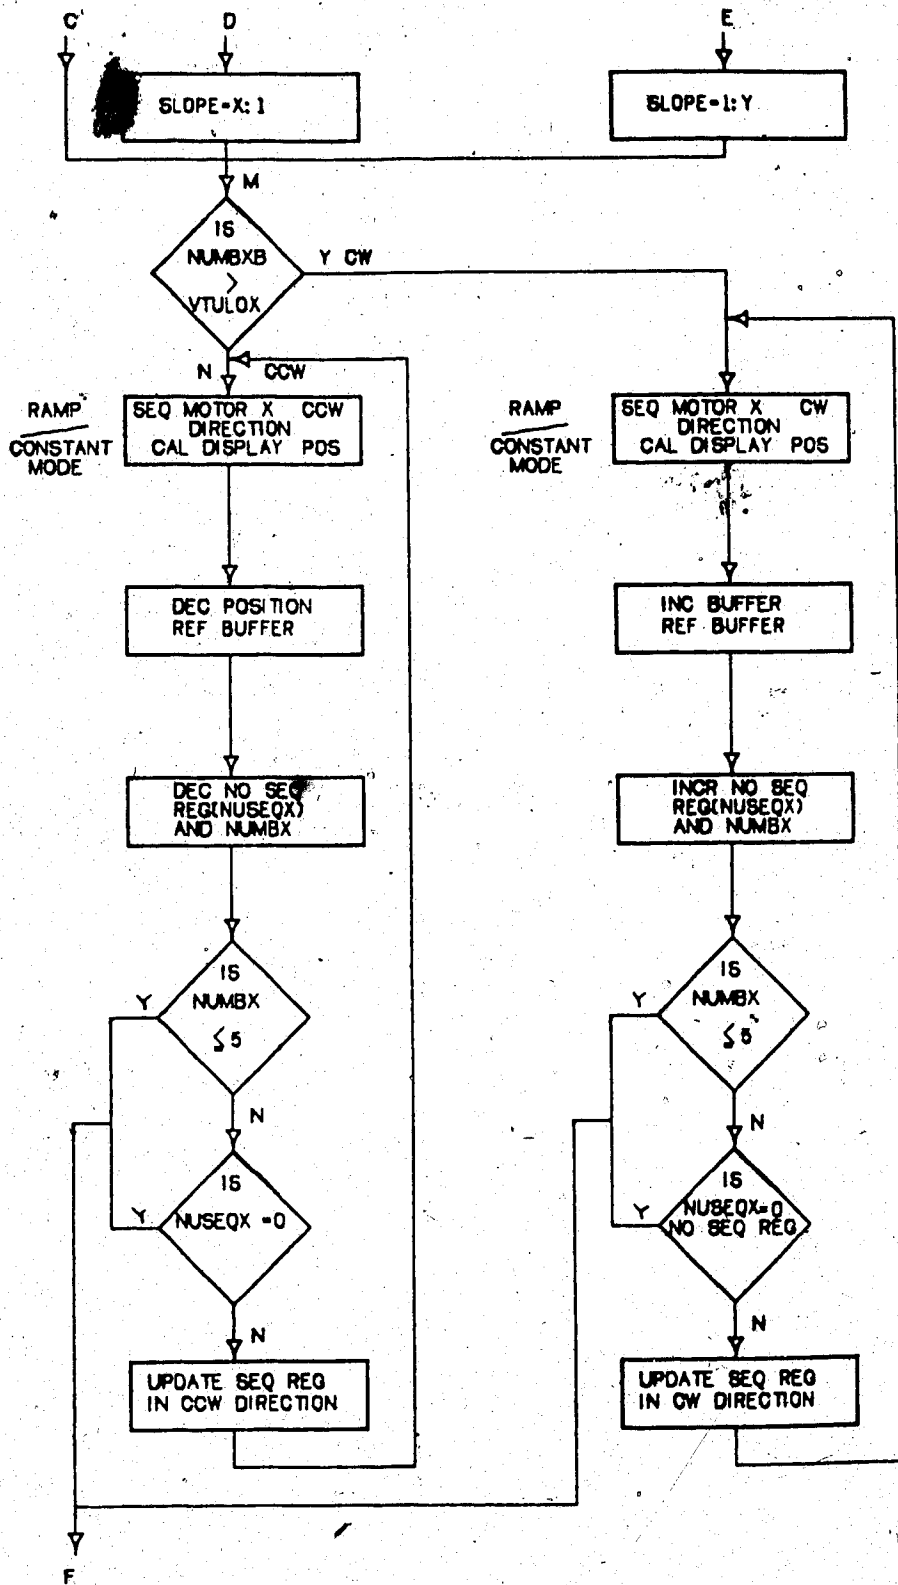 C
D
E
SLOPE=X:1
SLOPE=1:Y
M
IS
NUMBXB
>
VTULOX
Y CW
N
CCW
RAMP
CONSTANT
MODE
SEQ MOTOR X CCW
DIRECTION
CAL DISPLAY POS
RAMP
CONSTANT
MODE
SEQ MOTOR X CW
DIRECTION
CAL DISPLAY POS
DEC POSITION
REF BUFFER
INC BUFFER
REF BUFFER
DEC NO SEQ
REG(NUSEQX)
AND NUMBX
INCR NO SEQ
REG(NUSEQX)
AND NUMBX
IS
NUMBX
≤5
Y
N
IS
NUMBX
≤5
Y
N
IS
NUSEQX =0
Y
N
IS
NUSEQX=0
NO SEQ REG
Y
N
UPDATE SEQ REG
IN CCW DIRECTION
UPDATE SEQ REG
IN CW DIRECTION
F